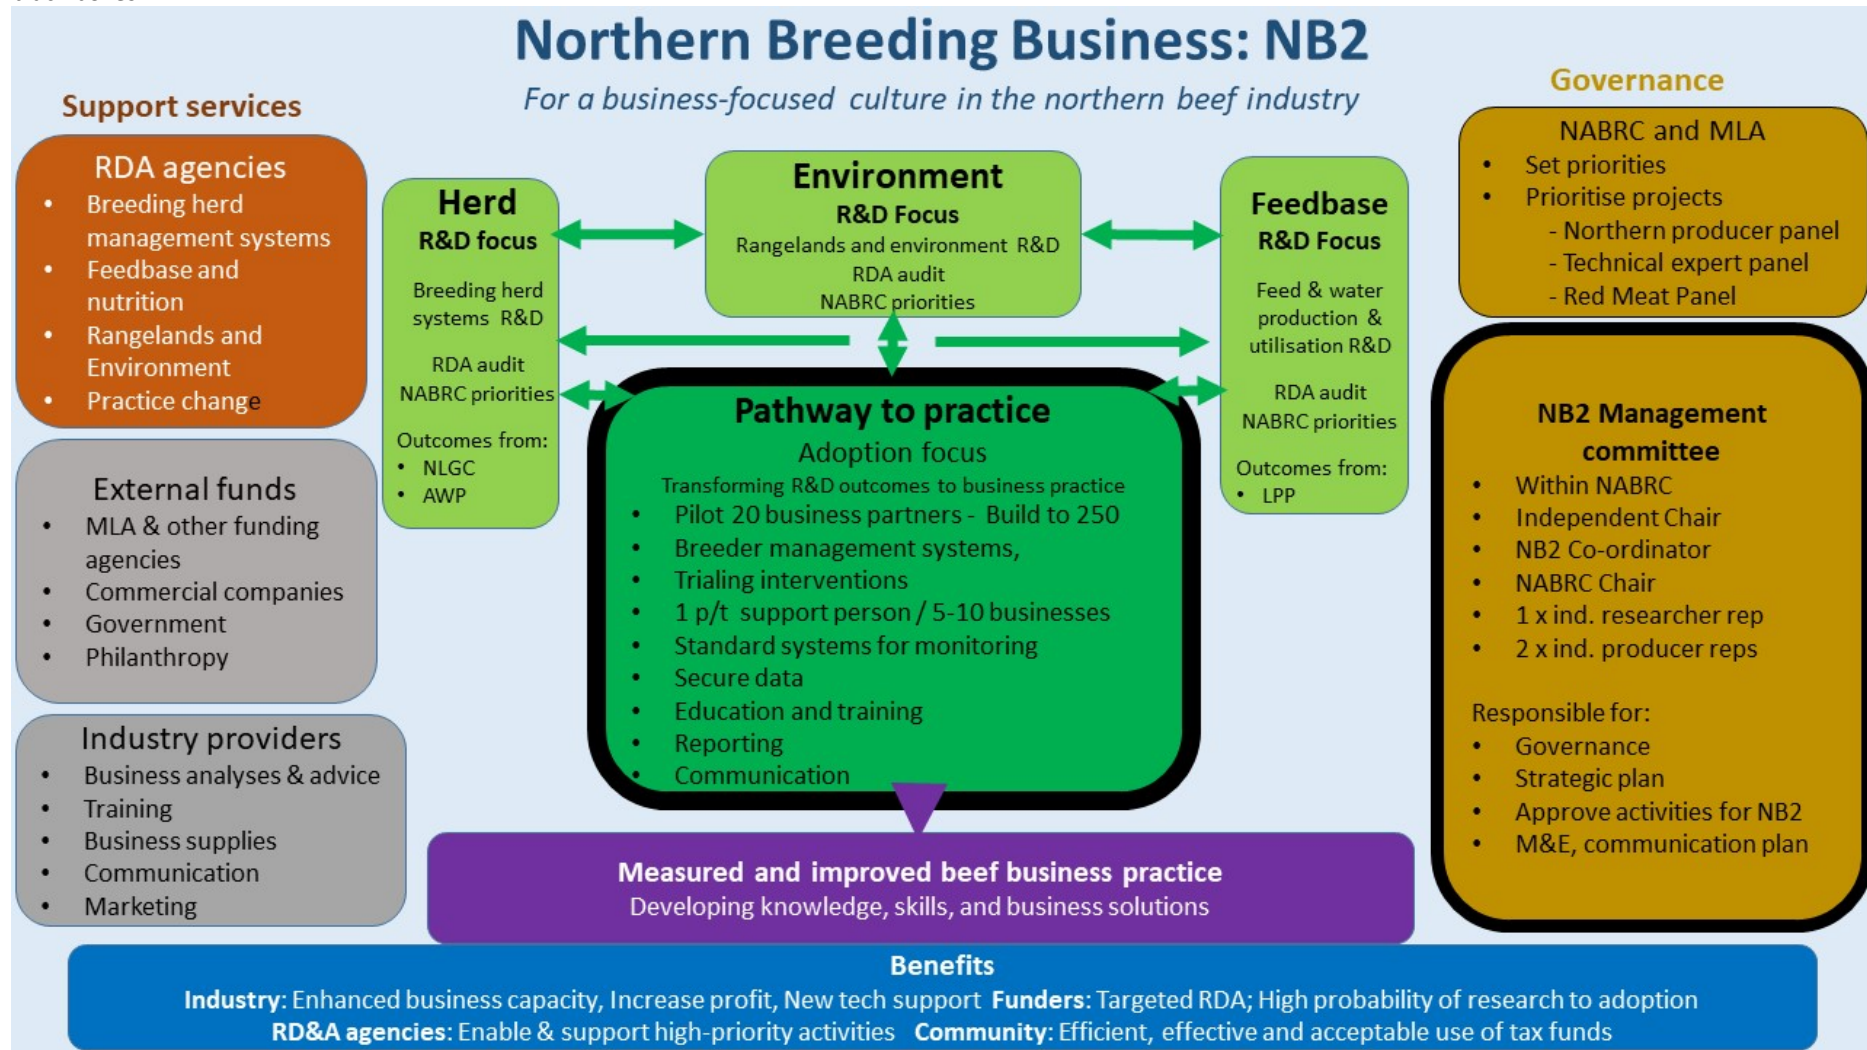 Northern Breeding Business: NB2
For a business-focused culture in the northern beef industry
Support services
RDA agencies
• Breeding herd
management systems
• Feedbase and
nutrition
• Rangelands and
Environment
• Practice change
External funds
• MLA & other funding
agencies
• Commercial companies
• Government
• Philanthropy
Industry providers
• Business analyses & advice
• Training
• Business supplies
• Communication
• Marketing
Herd
R&D focus
Breeding herd
systems R&D
RDA audit
NABRC priorities
Outcomes from:
• NLGC
• AWP
Environment
R&D Focus
Rangelands and environment R&D
RDA audit
NABRC priorities
Feedbase
R&D Focus
Feed & water
production &
utilisation R&D
RDA audit
NABRC priorities
Outcomes from:
• LPP
Pathway to practice
Adoption focus
Transforming R&D outcomes to business practice
• Pilot 20 business partners - Build to 250
• Breeder management systems,
• Trialing interventions
• 1 p/t support person / 5-10 businesses
• Standard systems for monitoring
• Secure data
• Education and training
• Reporting
• Communication
Measured and improved beef business practice
Developing knowledge, skills, and business solutions
Governance
NABRC and MLA
• Set priorities
• Prioritise projects
- Northern producer panel
- Technical expert panel
- Red Meat Panel
NB2 Management
committee
• Within NABRC
• Independent Chair
• NB2 Co-ordinator
• NABRC Chair
• 1 x ind. researcher rep
• 2 x ind. producer reps
Responsible for:
• Governance
• Strategic plan
• Approve activities for NB2
• M&E, communication plan
Benefits
Industry: Enhanced business capacity, Increase profit, New tech support Funders: Targeted RDA; High probability of research to adoption
RD&A agencies: Enable & support high-priority activities Community: Efficient, effective and acceptable use of tax funds